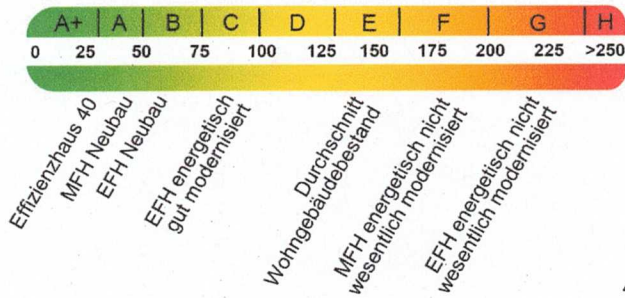 A+ A B C D E F G H
0 25 50 75 100 125 150 175 200 225 >250
Effizienzhaus 40
MFH Neubau
EFH Neubau
EFH energetisch
gut modernisiert
Durchschnitt
Wohngebäudebestand
MFH energetisch nicht
wesentlich modernisiert
EFH energetisch nicht
wesentlich modernisiert